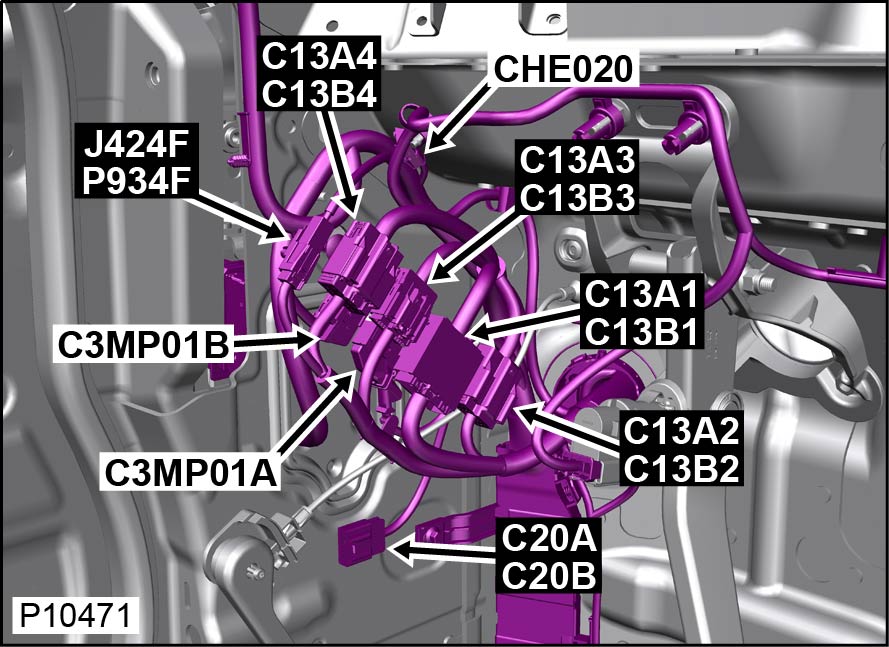 C13A4
C13B4
CHE020
J424F
P934F
C13A3
C13B3
C13A1
C13B1
C3MP01B
C13A2
C13B2
C3MP01A
C20A
C20B
P10471